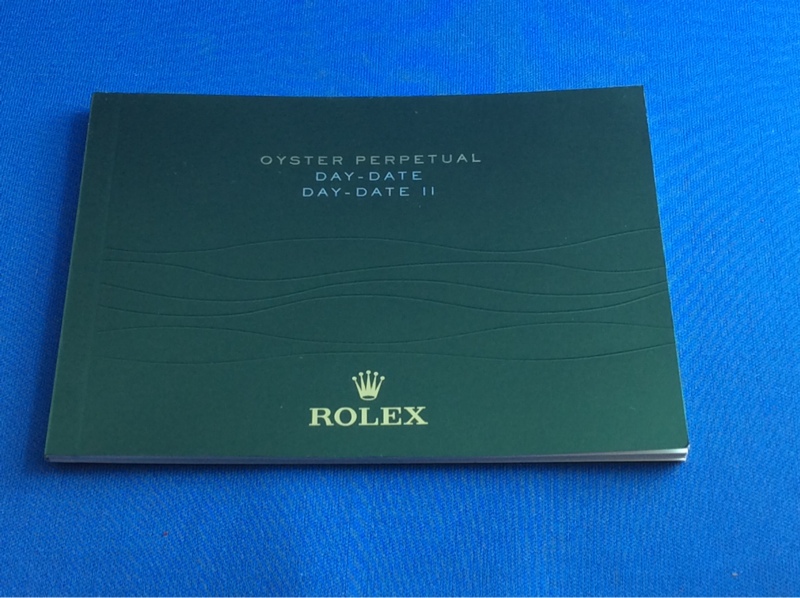 OYSTER PERPETUAL
DAY-DATE
DAY-DATE II
ROLEX